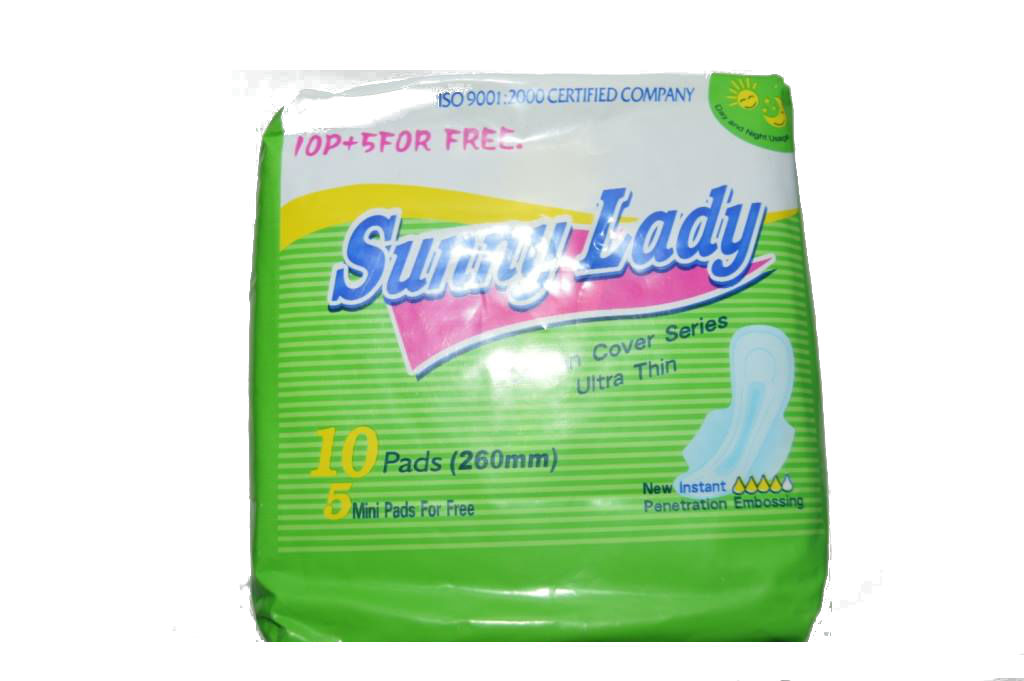 ISO 9001:2000 CERTIFIED COMPANY
Day and Night Usage
10P+5FOR FREE.
Sunny Lady
Cover Series
Ultra Thin
10 Pads (260mm)
5 Mini Pads For Free
New Instant
Penetration Embossing